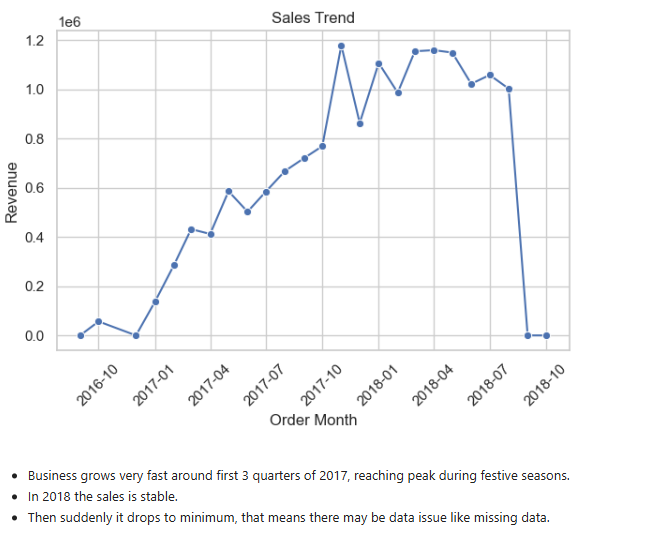 Sales Trend
1e6
1.2
1.0
0.8
0.6
0.4
0.2
0.0
Revenue
2016-10
2017-01
2017-04
2017-07
2017-10
2018-01
2018-04
2018-07
2018-10
Order Month
• Business grows very fast around first 3 quarters of 2017, reaching peak during festive seasons.
• In 2018 the sales is stable.
• Then suddenly it drops to minimum, that means there may be data issue like missing data.